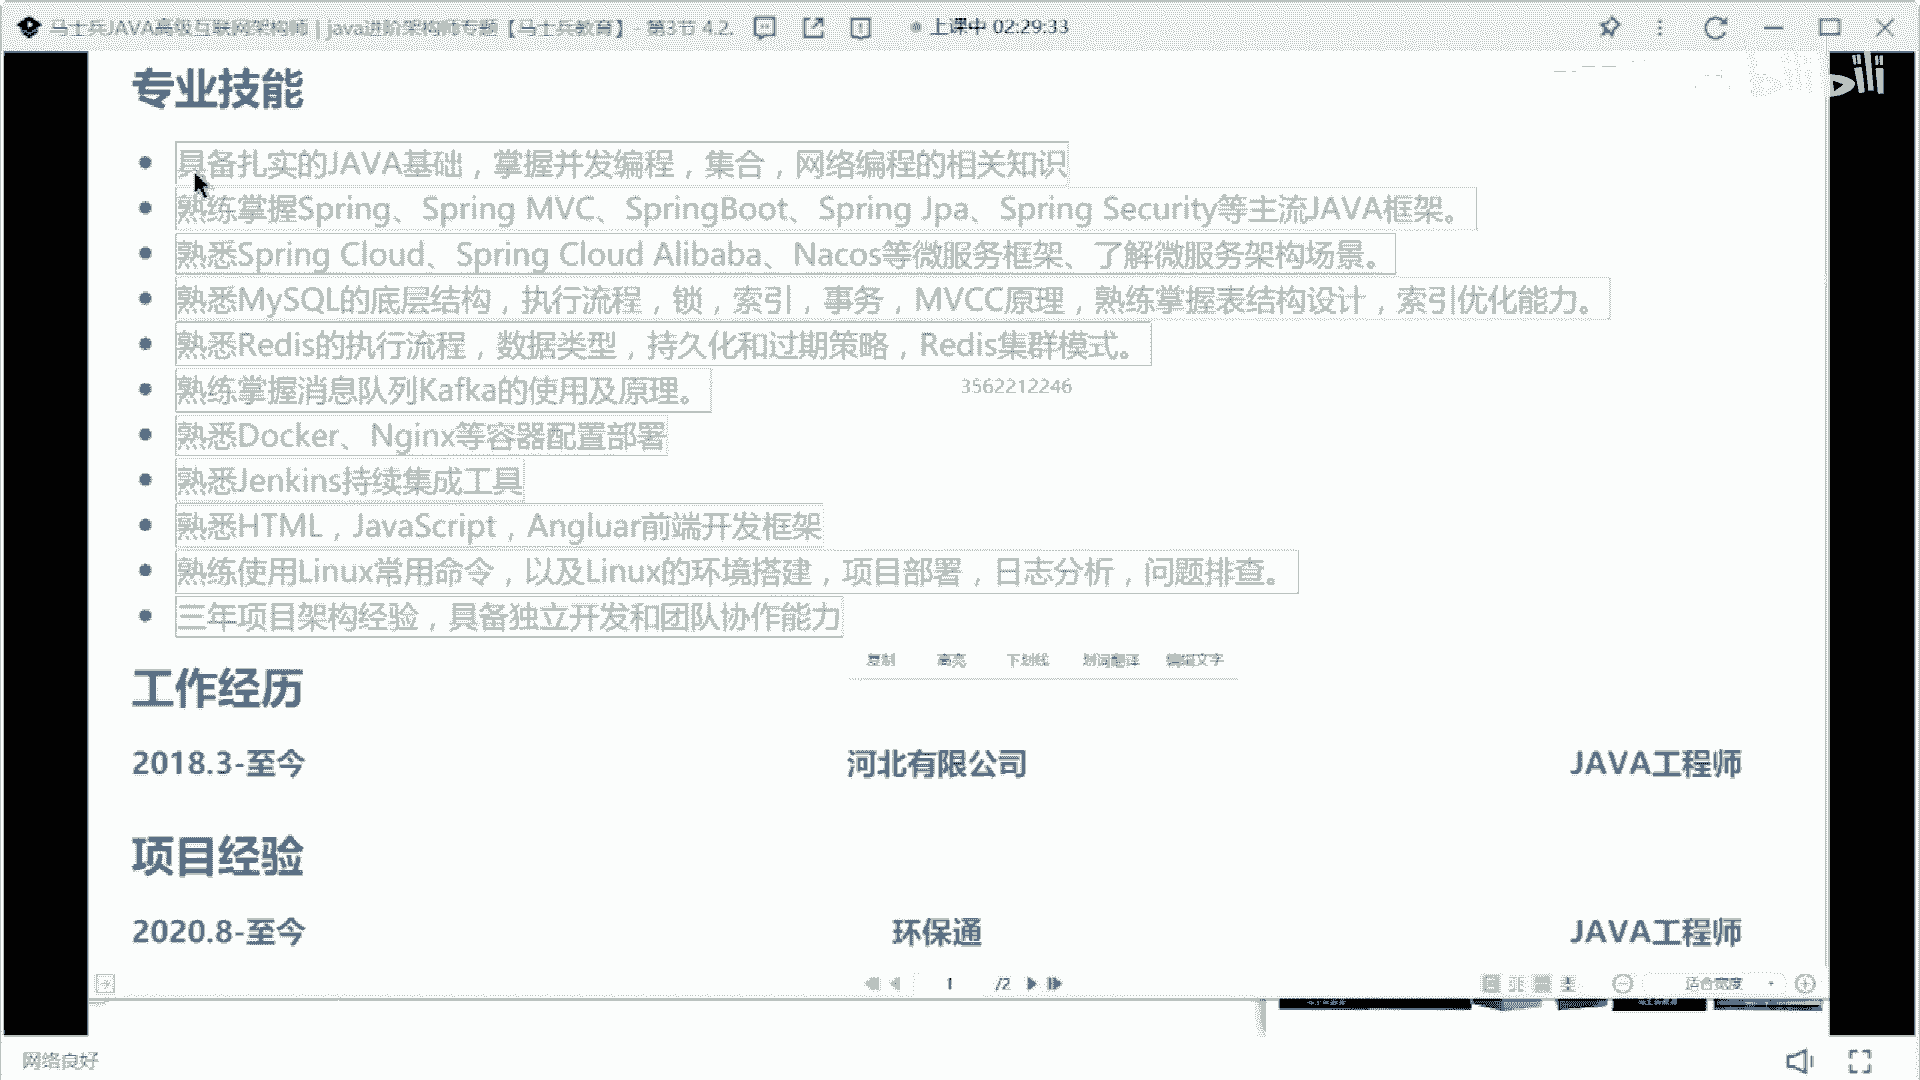 马士兵JAVA高级互联网架构师 | java进阶架构师专题【马士兵教育】 - 第3节 4.2.
上课中 02:29:33
bilibili
专业技能
具备扎实的JAVA基础，掌握并发编程，集合，网络编程的相关知识
熟练掌握Spring、Spring MVC、SpringBoot、Spring Jpa、Spring Security等主流JAVA框架。
熟悉Spring Cloud、Spring Cloud Alibaba、Nacos等微服务框架、了解微服务架构场景。
熟悉MySQL的底层结构，执行流程，锁，索引，事务，MVCC原理，熟练掌握表结构设计，索引优化能力。
熟悉Redis的执行流程，数据类型，持久化和过期策略，Redis集群模式。
熟练掌握消息队列Kafka的使用及原理。
3562212246
熟悉Docker、Nginx等容器配置部署
熟悉Jenkins持续集成工具
熟悉HTML，JavaScript，Angluar前端开发框架
熟练使用Linux常用命令，以及Linux的环境搭建，项目部署，日志分析，问题排查。
三年项目架构经验，具备独立开发和团队协作能力
复制 高亮 下划线 划词翻译 编辑文字
工作经历
2018.3-至今 河北有限公司 JAVA工程师
项目经验
2020.8-至今 环保通 JAVA工程师
1 /2 适合宽度
网络良好